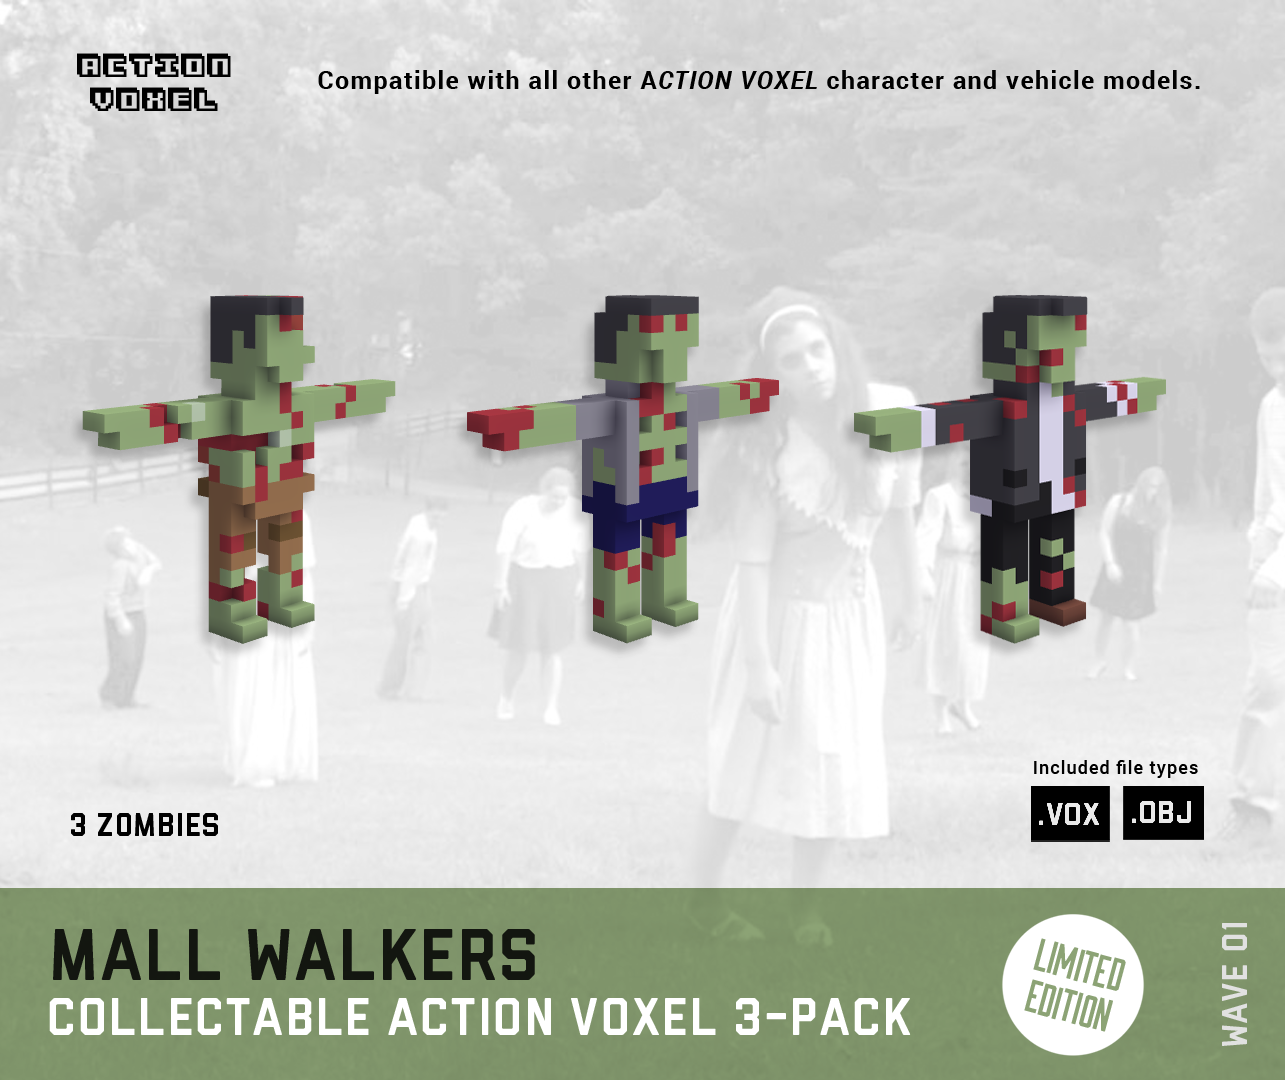 ACTION
VOXEL
Compatible with all other ACTION VOXEL character and vehicle models.
Included file types
.VOX .OBJ
3 ZOMBIES
MALL WALKERS
COLLECTABLE ACTION VOXEL 3-PACK
LIMITED
EDITION
WAVE 01